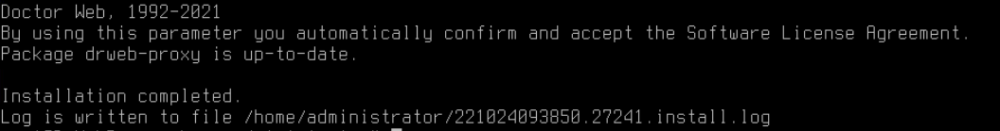 Doctor Web, 1992-2021
By using this parameter you automatically confirm and accept the Software License Agreement.
Package drweb-proxy is up-to-date.
Installation completed.
Log is written to file /home/administrator/221024093850.27241.install.log